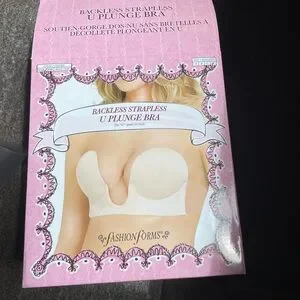 BACKLESS STRAPLESS
U PLUNGE BRA
SOUTIEN-GORGE DOS-NU SANS BRETELLES À
DÉCOLLETÉ PLONGEANT EN U
BACKLESS STRAPLESS
U PLUNGE BRA
FASHION FORMS®